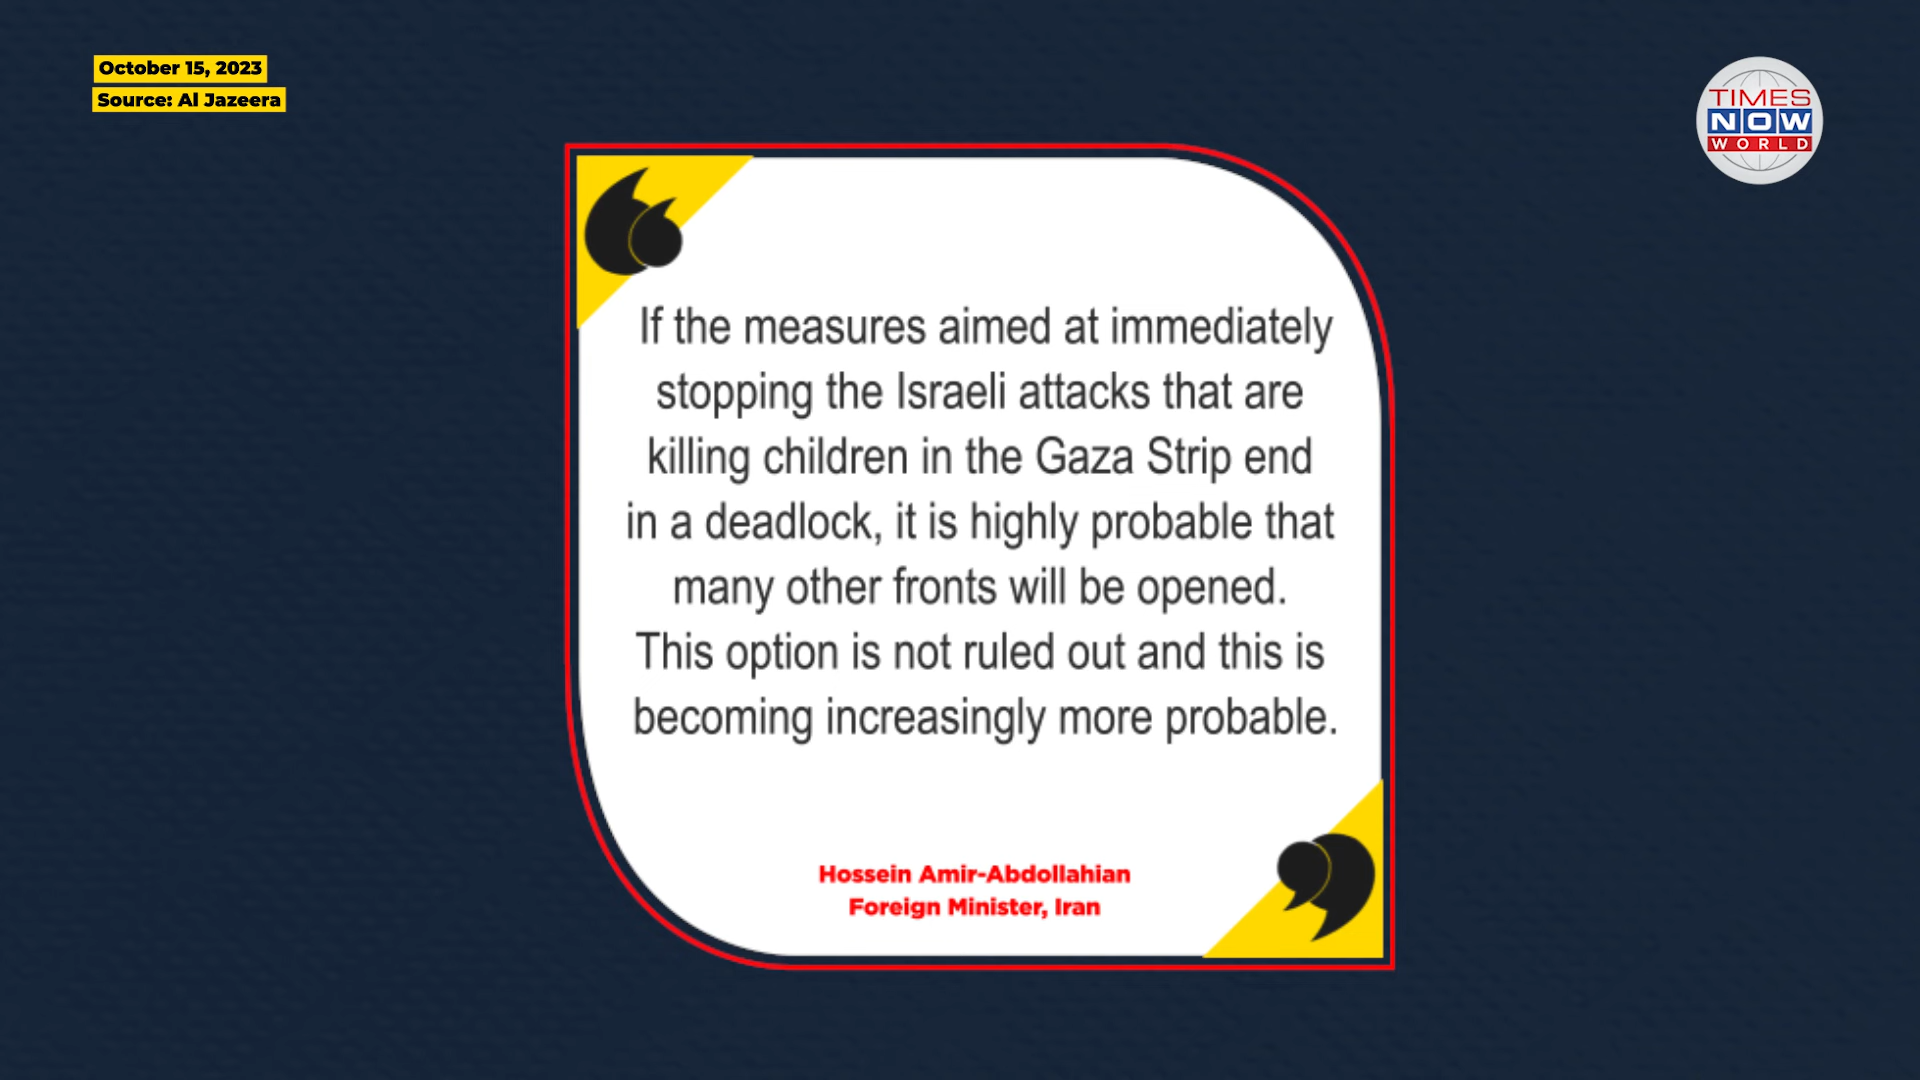 October 15, 2023
Source: Al Jazeera
TIMES
NOW
WORLD
If the measures aimed at immediately
stopping the Israeli attacks that are
killing children in the Gaza Strip end
in a deadlock, it is highly probable that
many other fronts will be opened.
This option is not ruled out and this is
becoming increasingly more probable.
Hossein Amir-Abdollahian
Foreign Minister, Iran